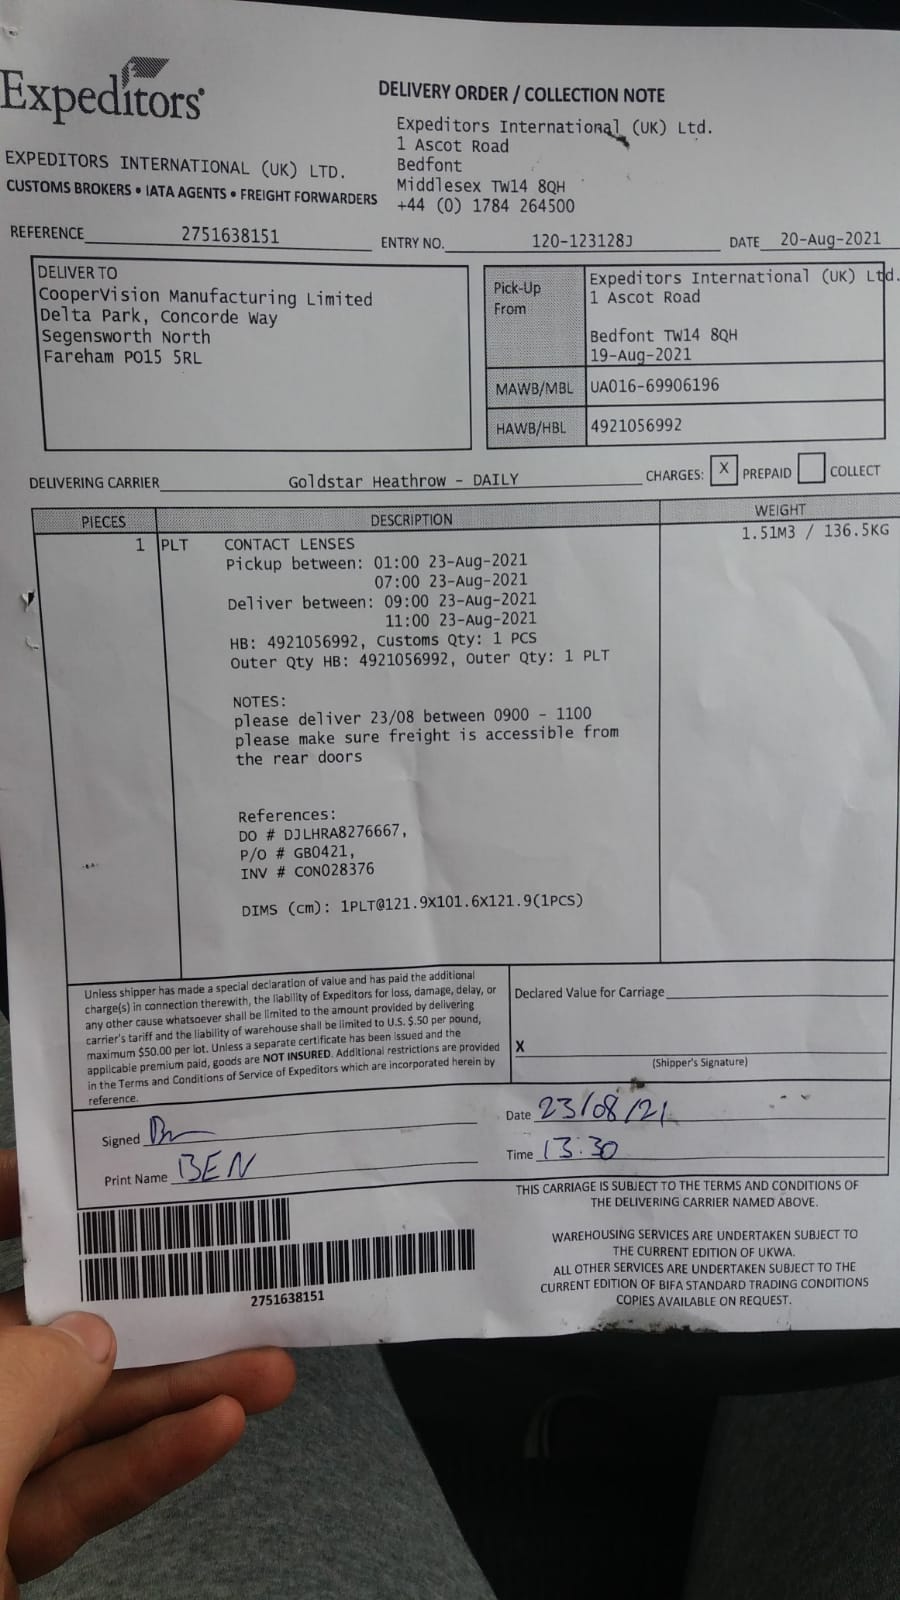 Expeditors
EXPEDITORS INTERNATIONAL (UK) LTD.
CUSTOMS BROKERS • IATA AGENTS • FREIGHT FORWARDERS
DELIVERY ORDER / COLLECTION NOTE
Expeditors International (UK) Ltd.
1 Ascot Road
Bedfont
Middlesex TW14 8QH
+44 (0) 1784 264500
REFERENCE 2751638151
ENTRY NO. 120-123128J
DATE 20-Aug-2021
DELIVER TO
CooperVision Manufacturing Limited
Delta Park, Concorde Way
Segensworth North
Fareham PO15 5RL
Pick-Up
From
Expeditors International (UK) Ltd.
1 Ascot Road
Bedfont TW14 8QH
19-Aug-2021
MAWB/MBL UA016-69906196
HAWB/HBL 4921056992
DELIVERING CARRIER Goldstar Heathrow - DAILY
CHARGES: X PREPAID COLLECT
PIECES DESCRIPTION WEIGHT
1 PLT CONTACT LENSES 1.51M3 / 136.5KG
Pickup between: 01:00 23-Aug-2021
07:00 23-Aug-2021
Deliver between: 09:00 23-Aug-2021
11:00 23-Aug-2021
HB: 4921056992, Customs Qty: 1 PCS
Outer Qty HB: 4921056992, Outer Qty: 1 PLT
NOTES:
please deliver 23/08 between 0900 - 1100
please make sure freight is accessible from
the rear doors
References:
DO # DJLHRA8276667,
P/O # GB0421,
INV # CON028376
DIMS (cm): 1PLT@121.9X101.6X121.9(1PCS)
Unless shipper has made a special declaration of value and has paid the additional
charge(s) in connection therewith, the liability of Expeditors for loss, damage, delay, or
any other cause whatsoever shall be limited to the amount provided by delivering
carrier's tariff and the liability of warehouse shall be limited to U.S. $.50 per pound,
maximum $50.00 per lot. Unless a separate certificate has been issued and the
applicable premium paid, goods are NOT INSURED. Additional restrictions are provided
in the Terms and Conditions of Service of Expeditors which are incorporated herein by
reference.
Declared Value for Carriage
X
(Shipper's Signature)
Signed
Print Name BEN
Date 23/08/21
Time 13:30
THIS CARRIAGE IS SUBJECT TO THE TERMS AND CONDITIONS OF
THE DELIVERING CARRIER NAMED ABOVE.
WAREHOUSING SERVICES ARE UNDERTAKEN SUBJECT TO
THE CURRENT EDITION OF UKWA.
ALL OTHER SERVICES ARE UNDERTAKEN SUBJECT TO THE
CURRENT EDITION OF BIFA STANDARD TRADING CONDITIONS
COPIES AVAILABLE ON REQUEST.
2751638151